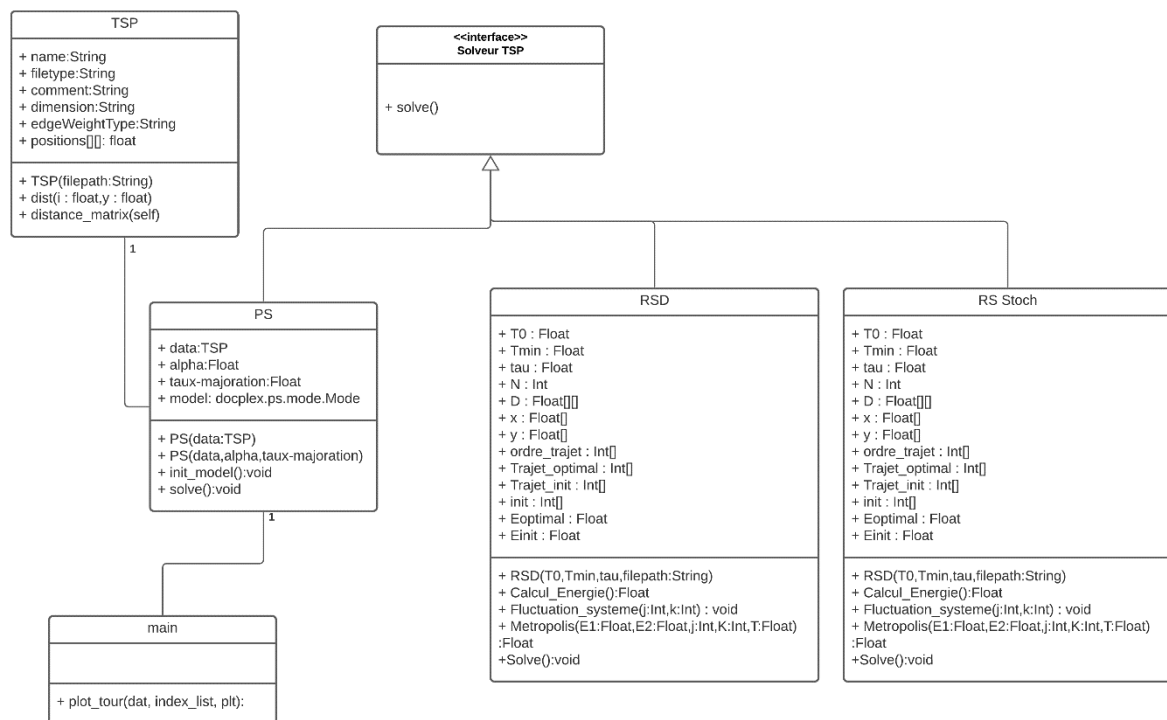 TSP
+ name:String
+ filetype:String
+ comment:String
+ dimension:String
+ edgeWeightType:String
+ positions[][]: float
+ TSP(filepath:String)
+ dist(i : float,y : float)
+ distance_matrix(self)
1
<<interface>>
Solveur TSP
+ solve()
PS
+ data:TSP
+ alpha:Float
+ taux-majoration:Float
+ model: docplex.ps.mode.Mode
+ PS(data:TSP)
+ PS(data,alpha,taux-majoration)
+ init_model():void
+ solve():void
1
main
+ plot_tour(dat, index_list, plt):
RSD
+ T0 : Float
+ Tmin : Float
+ tau : Float
+ N : Int
+ D : Float[][]
+ x : Float[]
+ y : Float[]
+ ordre_trajet : Int[]
+ Trajet_optimal : Int[]
+ Trajet_init : Int[]
+ init : Int[]
+ Eoptimal : Float
+ Einit : Float
+ RSD(T0,Tmin,tau,filepath:String)
+ Calcul_Energie():Float
+ Fluctuation_systeme(j:Int,k:Int) : void
+ Metropolis(E1:Float,E2:Float,j:Int,K:Int,T:Float)
:Float
+Solve():void
RS Stoch
+ T0 : Float
+ Tmin : Float
+ tau : Float
+ N : Int
+ D : Float[][]
+ x : Float[]
+ y : Float[]
+ ordre_trajet : Int[]
+ Trajet_optimal : Int[]
+ Trajet_init : Int[]
+ init : Int[]
+ Eoptimal : Float
+ Einit : Float
+ RSD(T0,Tmin,tau,filepath:String)
+ Calcul_Energie():Float
+ Fluctuation_systeme(j:Int,k:Int) : void
+ Metropolis(E1:Float,E2:Float,j:Int,K:Int,T:Float)
:Float
+Solve():void